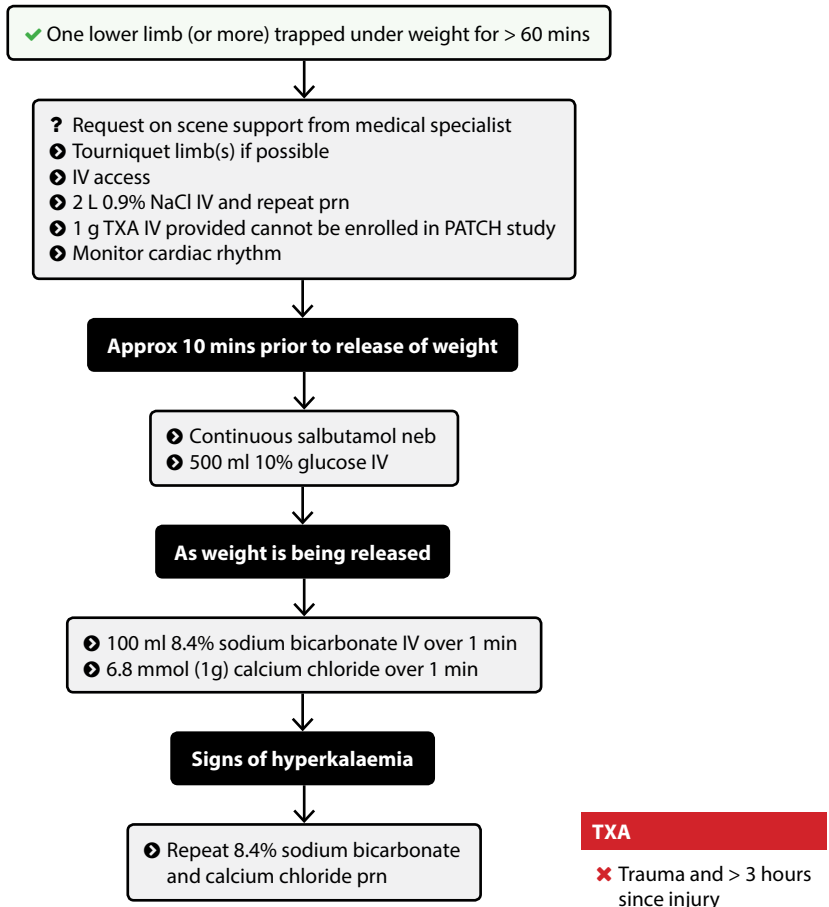 One lower limb (or more) trapped under weight for > 60 mins
? Request on scene support from medical specialist
Tourniquet limb(s) if possible
IV access
2 L 0.9% NaCl IV and repeat prn
1 g TXA IV provided cannot be enrolled in PATCH study
Monitor cardiac rhythm
Approx 10 mins prior to release of weight
Continuous salbutamol neb
500 ml 10% glucose IV
As weight is being released
100 ml 8.4% sodium bicarbonate IV over 1 min
6.8 mmol (1g) calcium chloride over 1 min
Signs of hyperkalaemia
Repeat 8.4% sodium bicarbonate
and calcium chloride prn
TXA
Trauma and > 3 hours
since injury